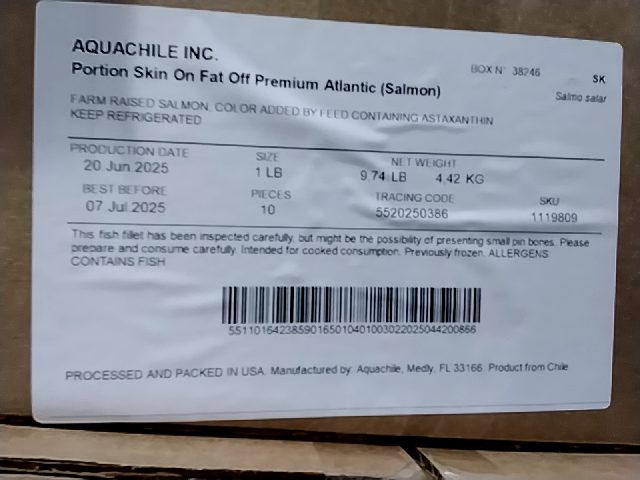 AQUACHILE INC.
BOX N° 38246
SK
Portion Skin On Fat Off Premium Atlantic (Salmon)
Salmo salar
FARM RAISED SALMON. COLOR ADDED BY FEED CONTAINING ASTAXANTHIN
KEEP REFRIGERATED
PRODUCTION DATE
20 Jun 2025
SIZE
1 LB
NET WEIGHT
9.74 LB 4.42 KG
BEST BEFORE
07 Jul 2025
PIECES
10
TRACING CODE
5520250386
SKU
1119809
This fish fillet has been inspected carefully, but might be the possibility of presenting small pin bones. Please
prepare and consume carefully. Intended for cooked consumption. Previously frozen. ALLERGENS:
CONTAINS FISH
55110164238590165010401003022025044200866
PROCESSED AND PACKED IN USA. Manufactured by: Aquachile, Medly, FL 33166. Product from Chile